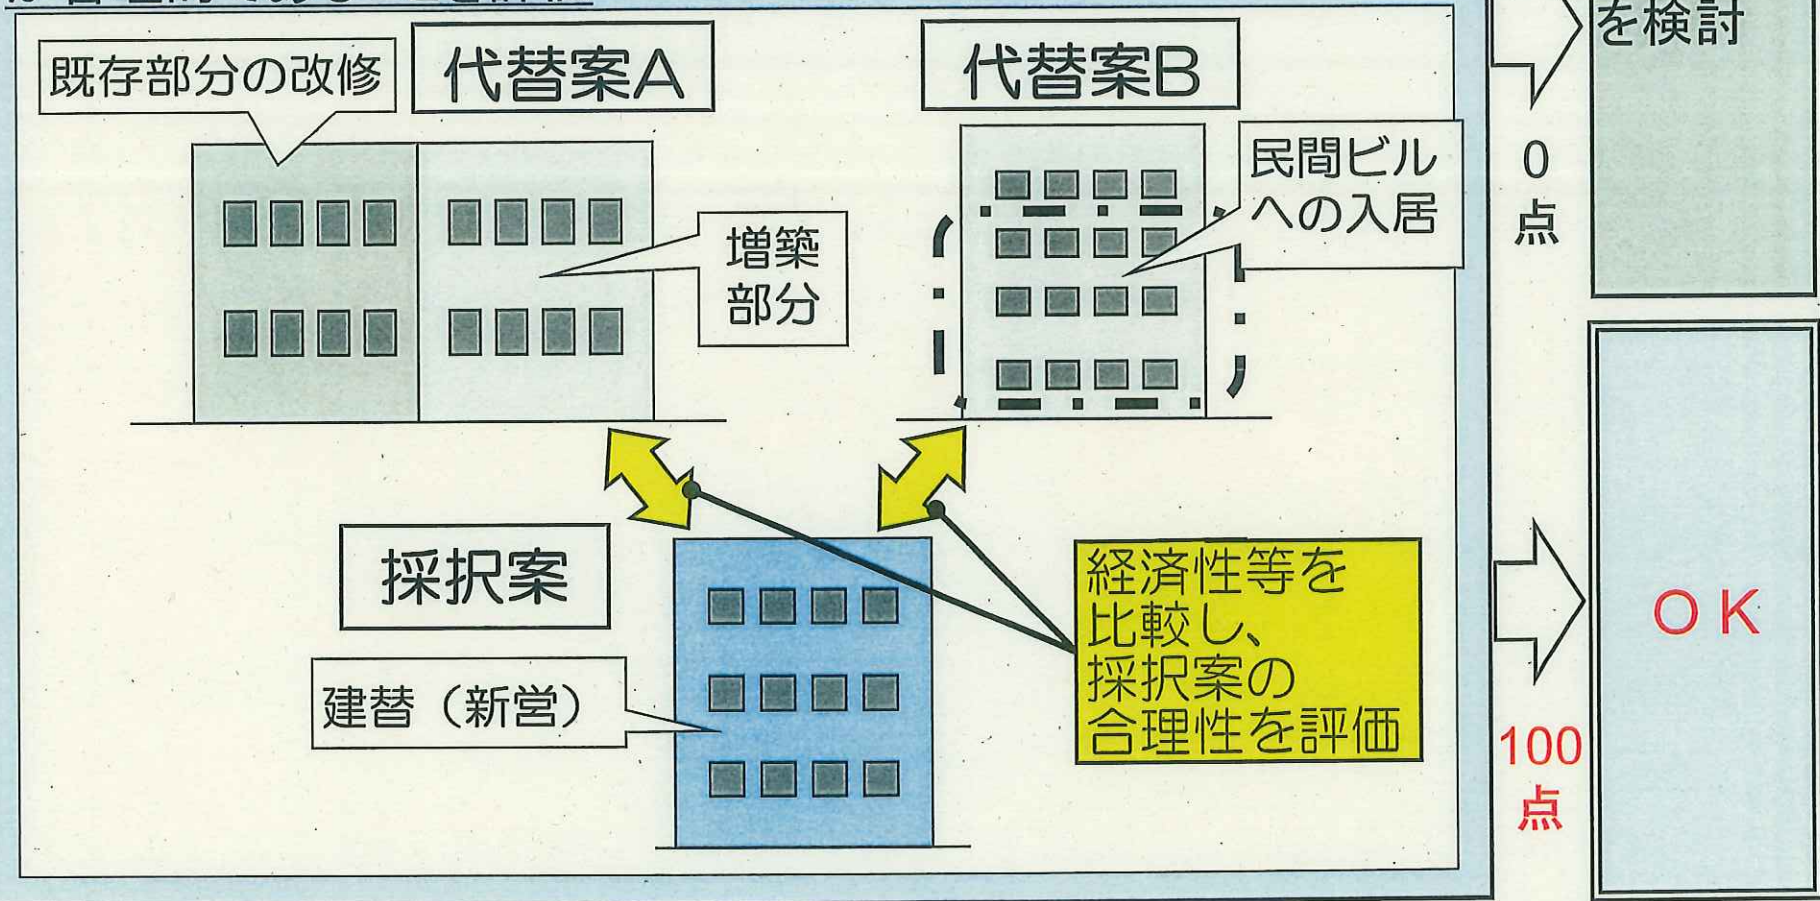 を検討
既存部分の改修
代替案A
代替案B
民間ビル
への入居
増築
部分
0
点
採択案
建替（新営）
経済性等を
比較し、
採択案の
合理性を評価
100
点
ＯＫ